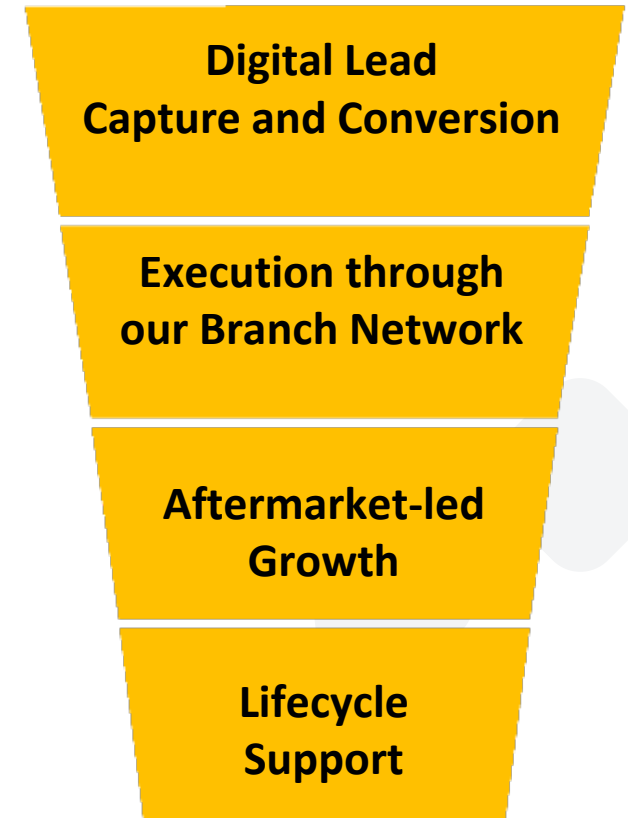 Digital Lead
Capture and Conversion
Execution through
our Branch Network
Aftermarket-led
Growth
Lifecycle
Support